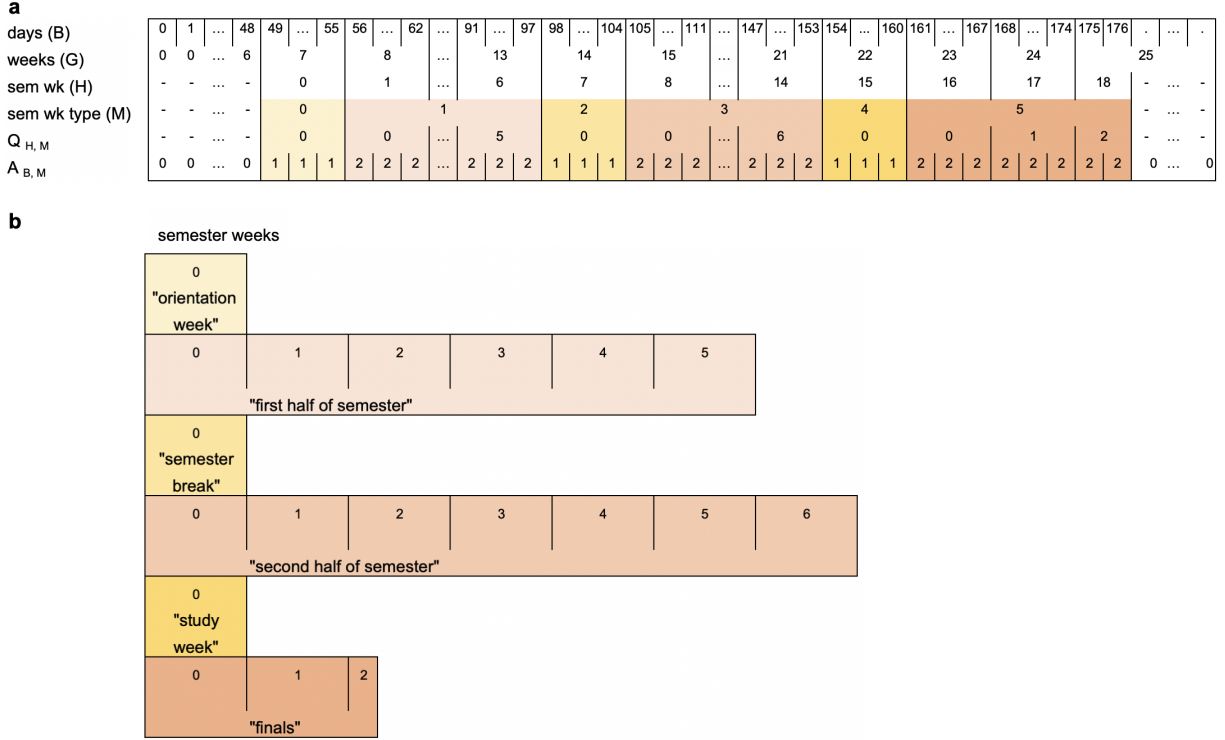 a
days (B) 0 1 ... 48 49 ... 55 56 ... 62 ... 91 ... 97 98 ... 104 105 ... 111 ... 147 ... 153 154 ... 160 161 ... 167 168 ... 174 175 176 . ... .
weeks (G) 0 0 ... 6 7 8 ... 13 14 15 ... 21 22 23 24 25
sem wk (H) - - ... - 0 1 ... 6 7 8 ... 14 15 16 17 18 - ... -
sem wk type (M) - - ... - 0 1 2 3 4 5 - ... -
Q H, M - - ... - 0 0 ... 5 0 0 ... 6 0 0 1 2 - ... -
A B, M 0 0 ... 0 1 1 1 2 2 2 ... 2 2 2 1 1 1 2 2 2 ... 2 2 2 1 1 1 2 2 2 2 2 2 2 2 0 ... 0
b
semester weeks
0
"orientation
week"
0 1 2 3 4 5
"first half of semester"
0
"semester
break"
0 1 2 3 4 5 6
"second half of semester"
0
"study
week"
0 1 2
"finals"